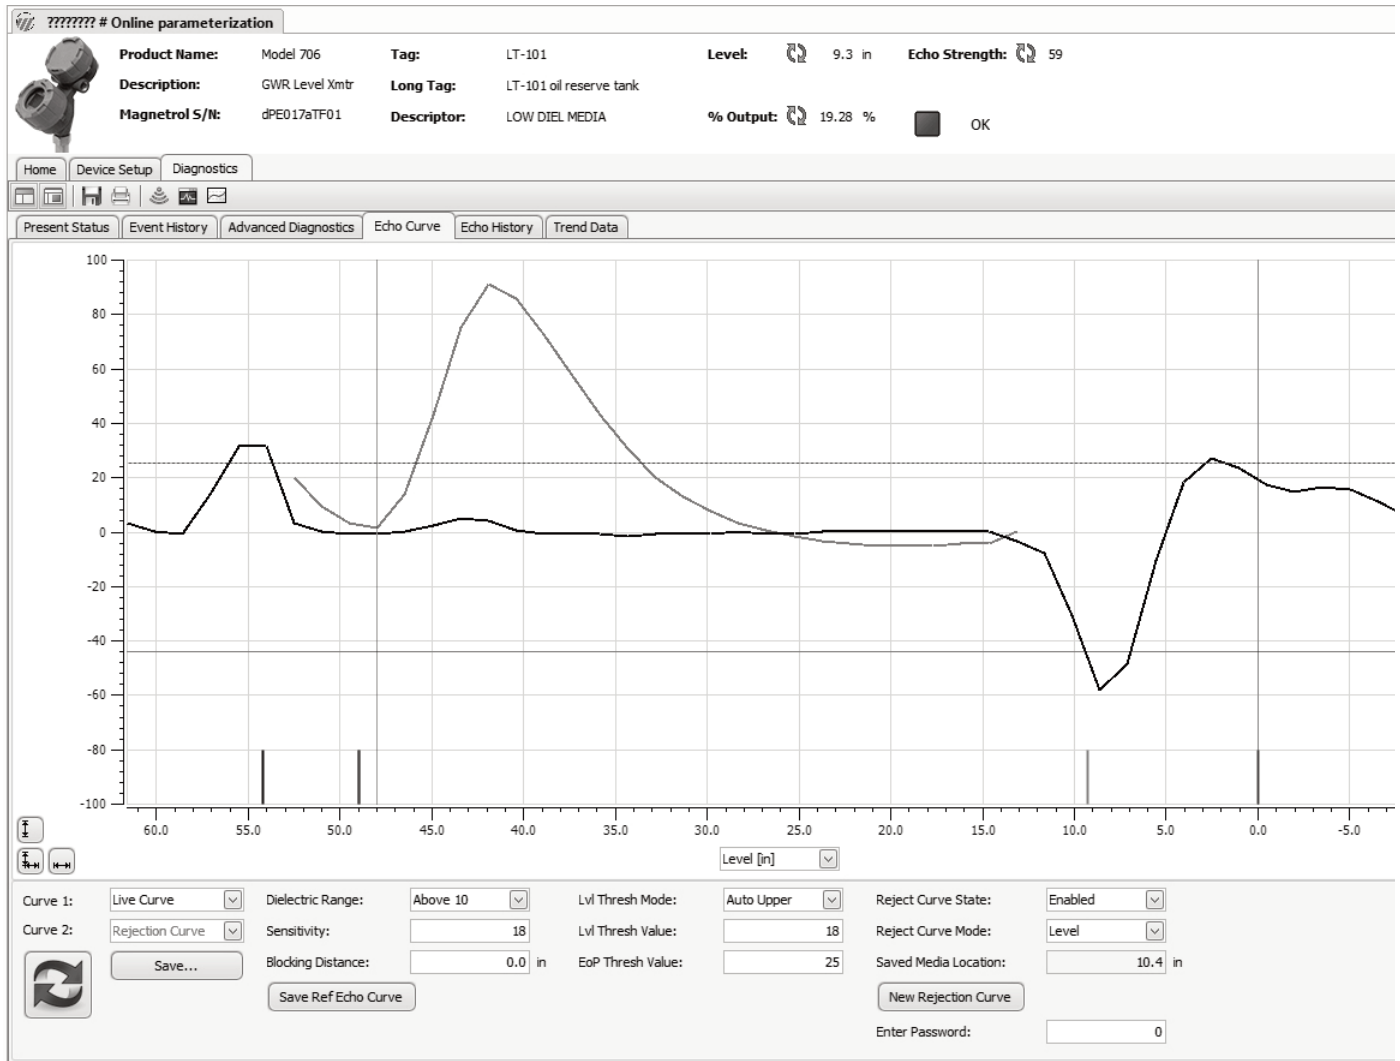 ???????? # Online parameterization
Product Name: Model 706 Tag: LT-101 Level: 9.3 in Echo Strength: 59
Description: GWR Level Xmtr Long Tag: LT-101 oil reserve tank
Magnetrol S/N: dPE017aTF01 Descriptor: LOW DIEL MEDIA % Output: 19.28 % OK
Home Device Setup Diagnostics
Present Status Event History Advanced Diagnostics Echo Curve Echo History Trend Data
100
80
60
40
20
0
-20
-40
-60
-80
-100
60.0 55.0 50.0 45.0 40.0 35.0 30.0 25.0 20.0 15.0 10.0 5.0 0.0 -5.0
Level [in]
Curve 1: Live Curve Dielectric Range: Above 10 Lvl Thresh Mode: Auto Upper Reject Curve State: Enabled
Curve 2: Rejection Curve Sensitivity: 18 Lvl Thresh Value: 18 Reject Curve Mode: Level
Save... Blocking Distance: 0.0 in EoP Thresh Value: 25 Saved Media Location: 10.4 in
Save Ref Echo Curve New Rejection Curve
Enter Password: 0